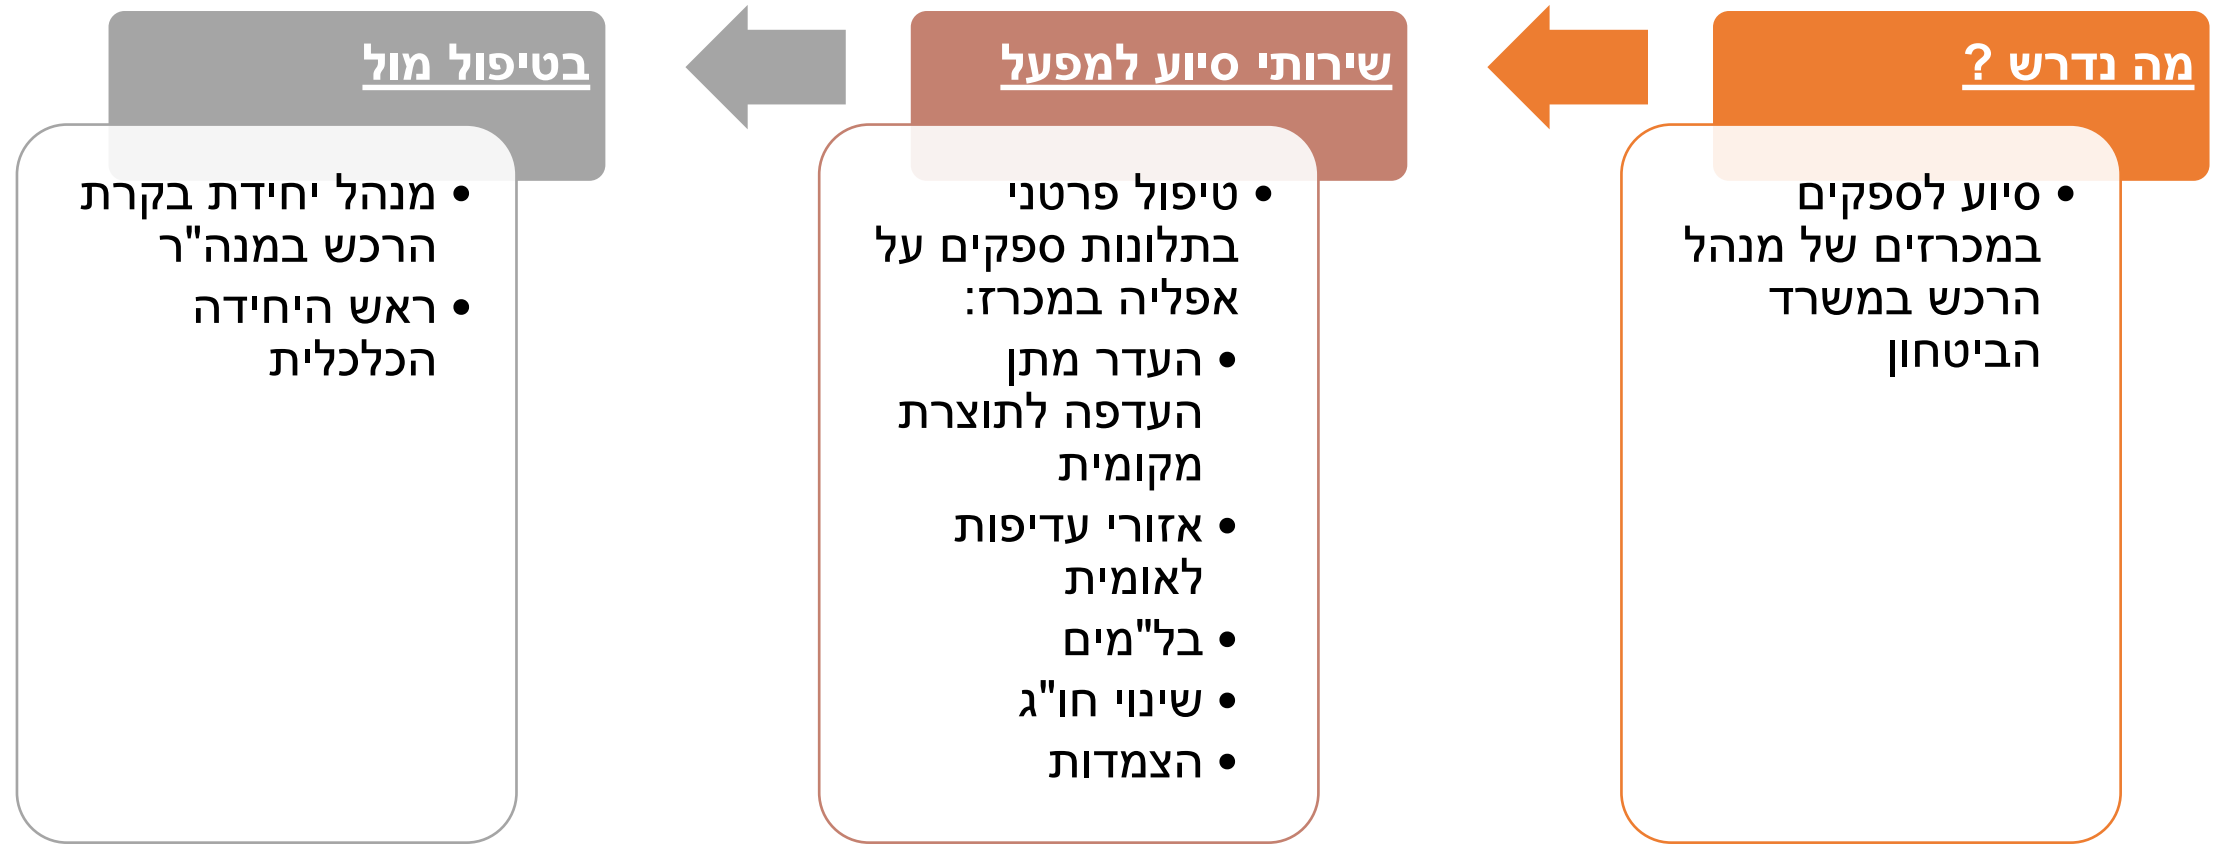 מה נדרש ?
• סיוע לספקים
במכרזים של מנהל
הרכש במשרד
הביטחון
שירותי סיוע למפעל
• טיפול פרטני
בתלונות ספקים על
אפליה במכרז:
• העדר מתן
העדפה לתוצרת
מקומית
• אזורי עדיפות
לאומית
• בל"מים
• שינוי חו"ג
• הצמדות
בטיפול מול
• מנהל יחידת בקרת
הרכש במנה"ר
• ראש היחידה
הכלכלית